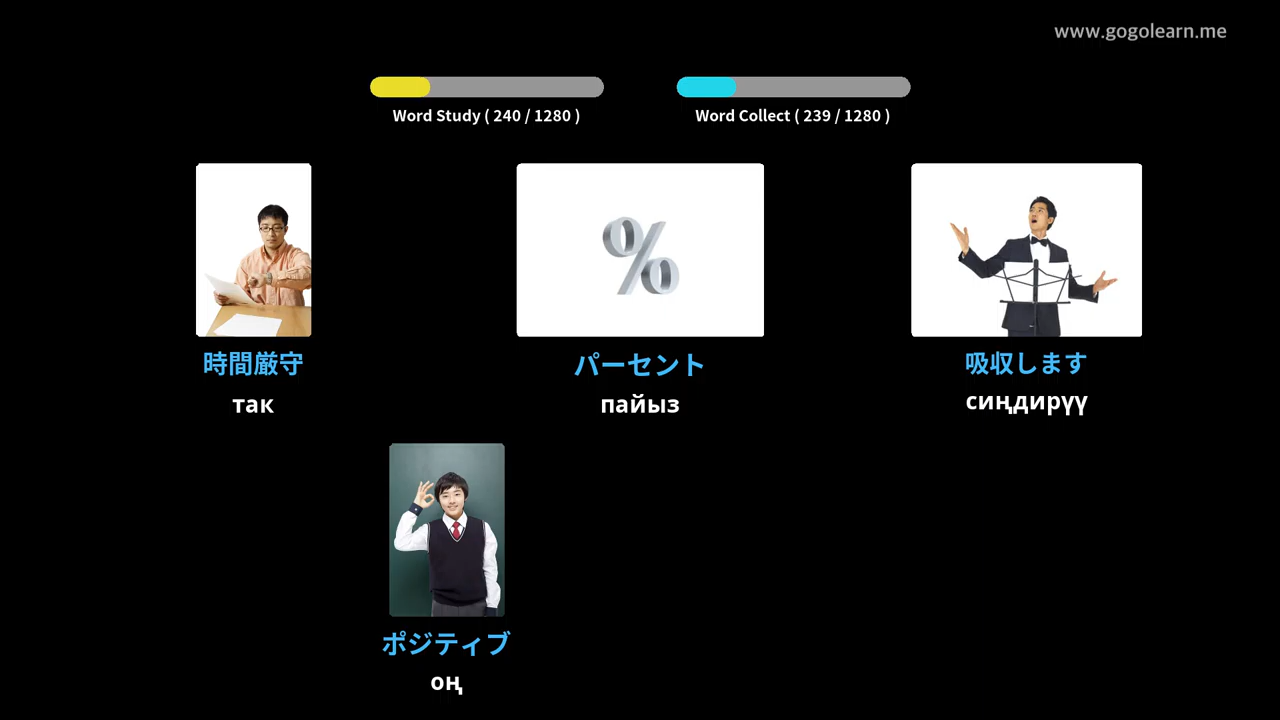 www.gogolearn.me
Word Study ( 240 / 1280 )
Word Collect ( 239 / 1280 )
%
時間厳守
パーセント
吸収します
так
пайыз
сиңдирүү
ポジティブ
оң